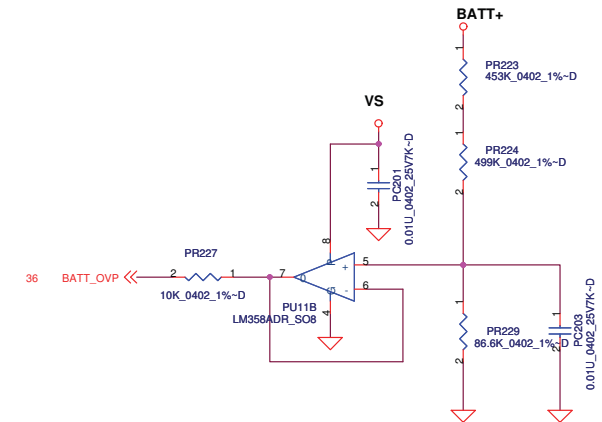 BATT+
1
PR223
453K_0402_1%~D
2
VS
1
PR224
499K_0402_1%~D
2
1
PC201
0.01U_0402_25V7K~D
2
8
PR227
36
BATT_OVP
2
1
7
0
P
G
+
-
5
6
10K_0402_1%~D
PU11B
LM358ADR_SO8
4
1
PR229
86.6K_0402_1%~D
2
1
PC203
0.01U_0402_25V7K~D
2